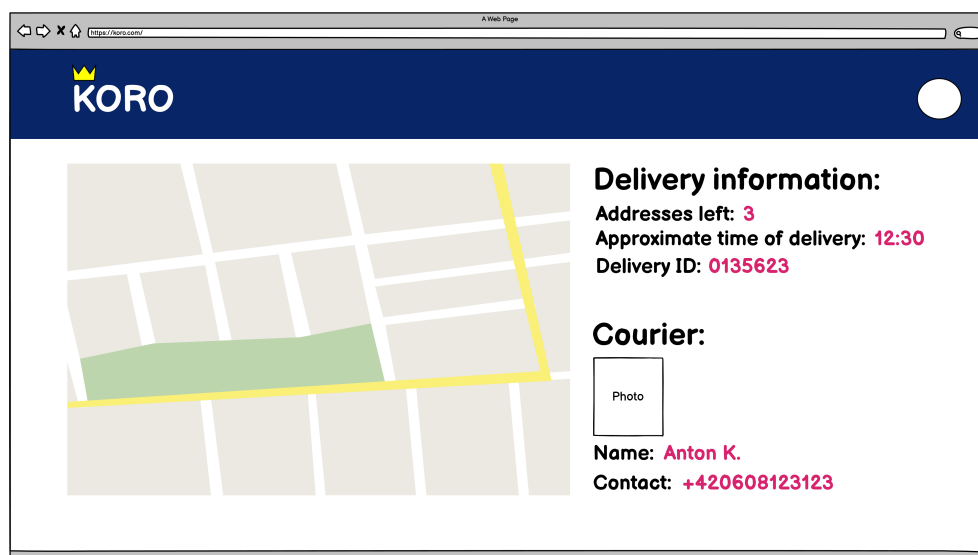 A Web Page
https://koro.com/
KORO
Delivery information:
Addresses left: 3
Approximate time of delivery: 12:30
Delivery ID: 0135623
Courier:
Photo
Name: Anton K.
Contact: +420608123123